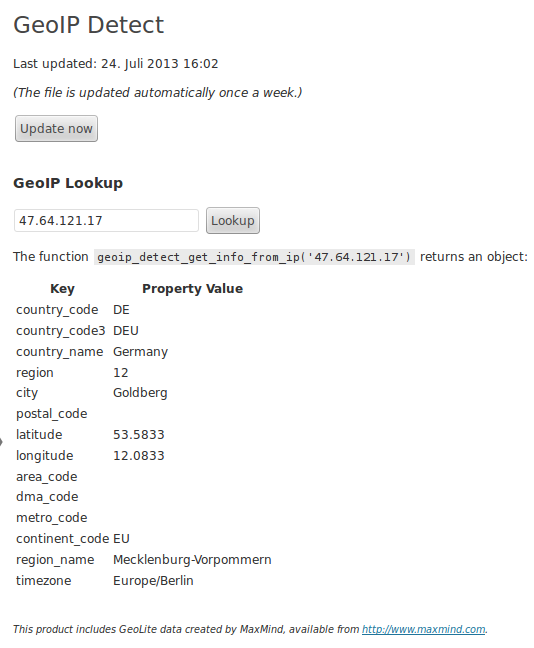 GeoIP Detect
Last updated: 24. Juli 2013 16:02
(The file is updated automatically once a week.)
Update now
GeoIP Lookup
47.64.121.17 Lookup
The function geoip_detect_get_info_from_ip('47.64.121.17') returns an object:
Key Property Value
country_code DE
country_code3 DEU
country_name Germany
region 12
city Goldberg
postal_code
latitude 53.5833
longitude 12.0833
area_code
dma_code
metro_code
continent_code EU
region_name Mecklenburg-Vorpommern
timezone Europe/Berlin
This product includes GeoLite data created by MaxMind, available from http://www.maxmind.com.